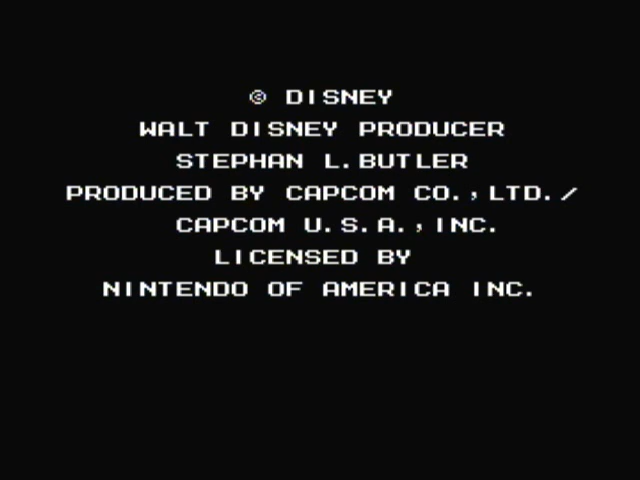 © DISNEY
WALT DISNEY PRODUCER
STEPHAN L.BUTLER
PRODUCED BY CAPCOM CO.,LTD./
CAPCOM U.S.A.,INC.
LICENSED BY
NINTENDO OF AMERICA INC.